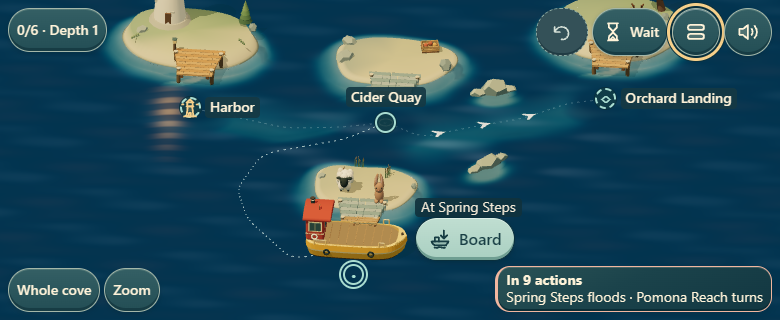 0/6 · Depth 1
Wait
Harbor
Cider Quay
Orchard Landing
At Spring Steps
Board
Whole cove
Zoom
In 9 actions
Spring Steps floods · Pomona Reach turns